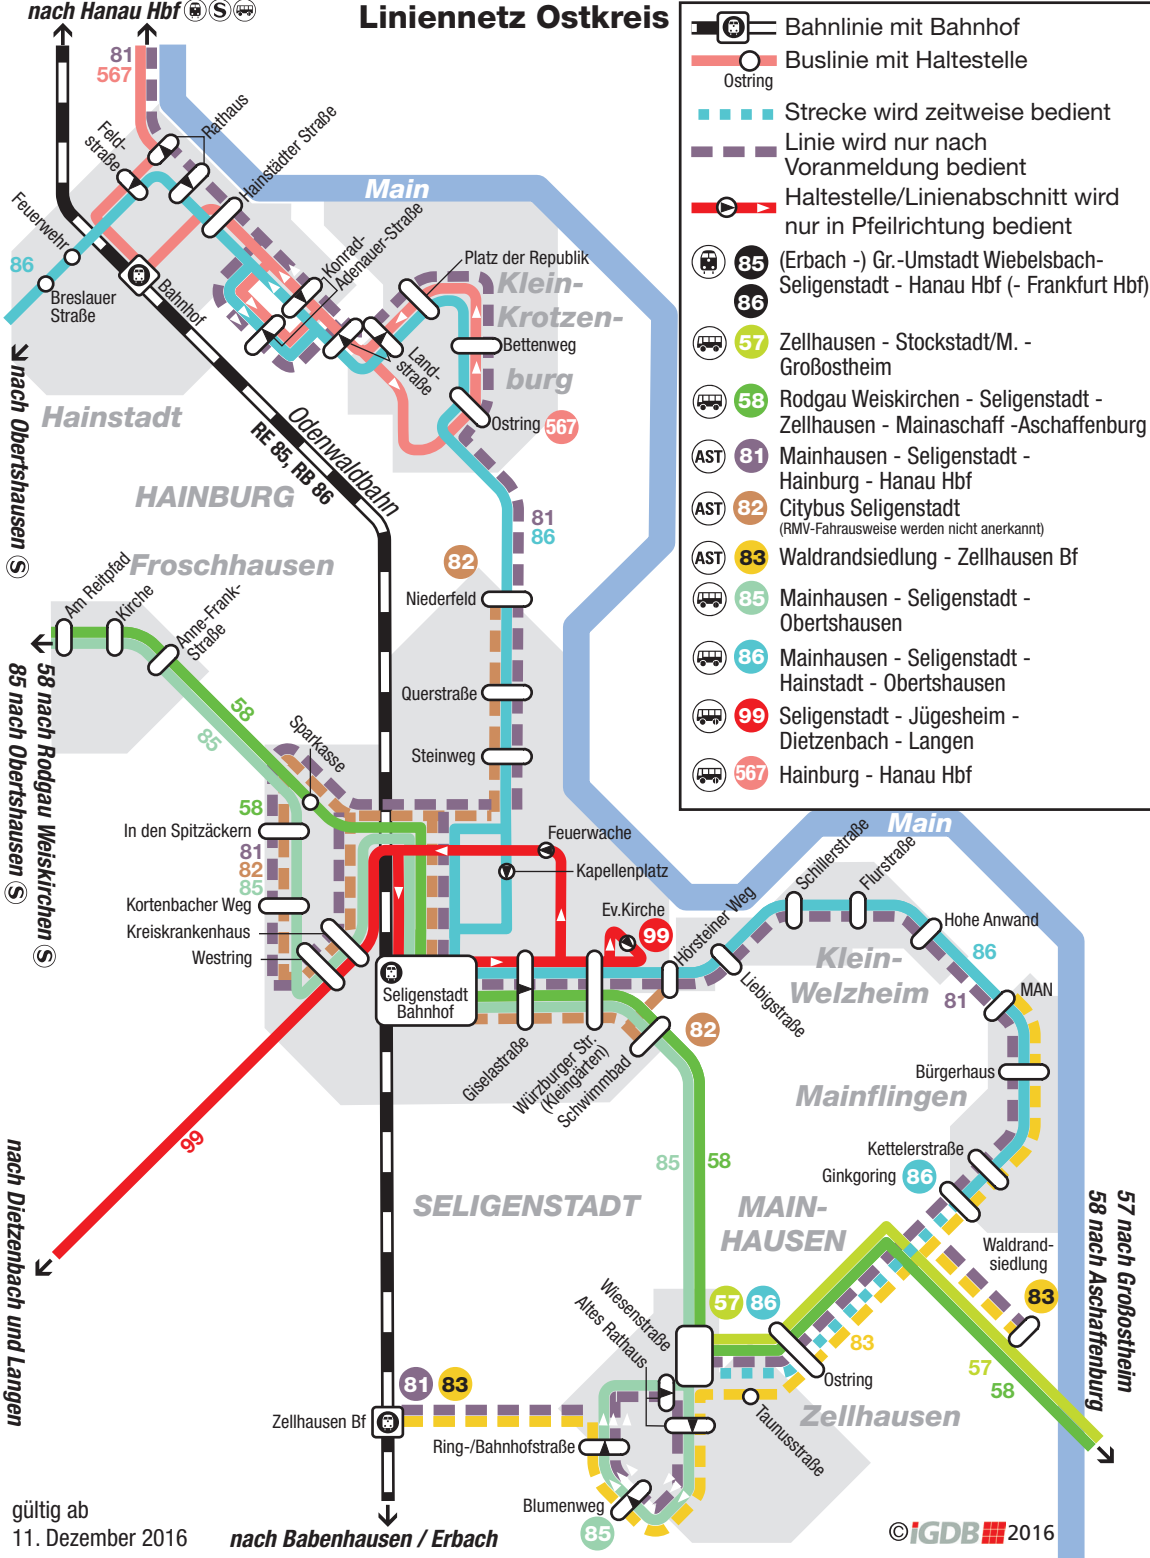 nach Hanau Hbf S
Liniennetz Ostkreis
Bahnlinie mit Bahnhof
Buslinie mit Haltestelle
Ostring
Strecke wird zeitweise bedient
Linie wird nur nach
Voranmeldung bedient
Haltestelle/Linienabschnitt wird
nur in Pfeilrichtung bedient
85 (Erbach -) Gr.-Umstadt Wiebelsbach-
86 Seligenstadt - Hanau Hbf (- Frankfurt Hbf)
57 Zellhausen - Stockstadt/M. -
Großostheim
58 Rodgau Weiskirchen - Seligenstadt -
Zellhausen - Mainaschaff -Aschaffenburg
AST 81 Mainhausen - Seligenstadt -
Hainburg - Hanau Hbf
AST 82 Citybus Seligenstadt
(RMV-Fahrausweise werden nicht anerkannt)
AST 83 Waldrandsiedlung - Zellhausen Bf
85 Mainhausen - Seligenstadt -
Obertshausen
86 Mainhausen - Seligenstadt -
Hainstadt - Obertshausen
99 Seligenstadt - Jügesheim -
Dietzenbach - Langen
567 Hainburg - Hanau Hbf
81
567
Feld-
straße
Rathaus
Hainstädter Straße
Main
Feuerwehr
86
Breslauer
Straße
Bahnhof
Konrad-
Adenauer-Straße
Platz der Republik
Klein-
Krotzen-
burg
Bettenweg
Land-
straße
Ostring 567
nach Obertshausen S
Hainstadt
Odenwaldbahn
RE 85, RB 86
HAINBURG
81
86
Froschhausen
82
Niederfeld
Am Reitpfad
Kirche
Anne-Frank-
Straße
58 nach Rodgau Weiskirchen S
85 nach Obertshausen S
58
85
Querstraße
Sparkasse
Steinweg
58
In den Spitzäckern
81
82
85
Kortenbacher Weg
Kreiskrankenhaus
Westring
Feuerwache
Kapellenplatz
Ev.Kirche
99
Seligenstadt
Bahnhof
Giselastraße
Würzburger Str.
(Kleingärten)
Schwimmbad
82
Hörsteiner Weg
Liebigstraße
Schillerstraße
Flurstraße
Main
Hohe Anwand
86
81
Klein-
Welzheim
MAN
Bürgerhaus
Mainflingen
Kettelerstraße
Ginkgoring 86
99
nach Dietzenbach und Langen
85
58
SELIGENSTADT
MAIN-
HAUSEN
57 nach Großostheim
58 nach Aschaffenburg
Waldrand-
siedlung
83
57
86
Wiesenstraße
Altes Rathaus
83
Ostring
57
58
81
83
Zellhausen Bf
Ring-/Bahnhofstraße
Taunusstraße
Zellhausen
Blumenweg
85
gültig ab
11. Dezember 2016
nach Babenhausen / Erbach
©iGDB 2016